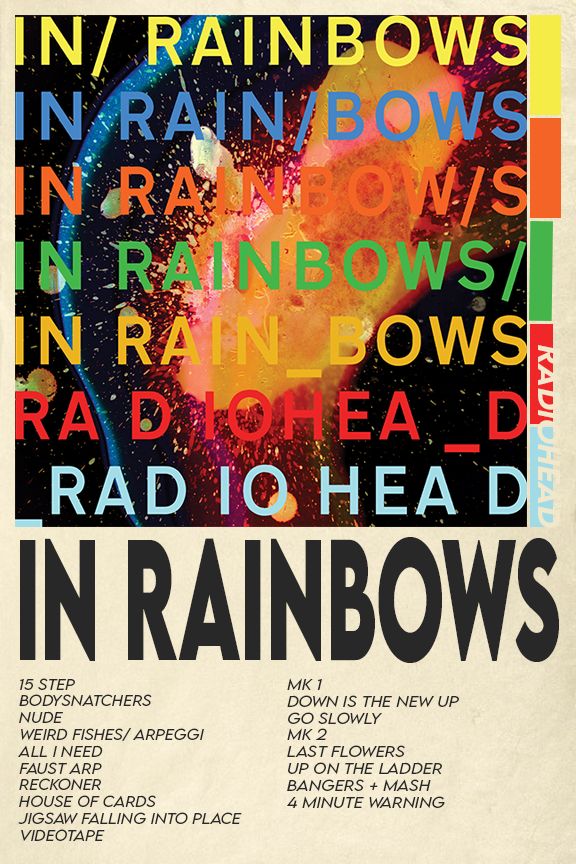 IN/ RAINBOWS
IN RAIN/BOWS
IN RAINBOW/S
IN RAINBOWS/
IN RAIN_BOWS
RA D IOHEA _D
_RAD IO HEA D
RADIOHEAD
IN RAINBOWS
15 STEP
BODYSNATCHERS
NUDE
WEIRD FISHES/ ARPEGGI
ALL I NEED
FAUST ARP
RECKONER
HOUSE OF CARDS
JIGSAW FALLING INTO PLACE
VIDEOTAPE
MK 1
DOWN IS THE NEW UP
GO SLOWLY
MK 2
LAST FLOWERS
UP ON THE LADDER
BANGERS + MASH
4 MINUTE WARNING